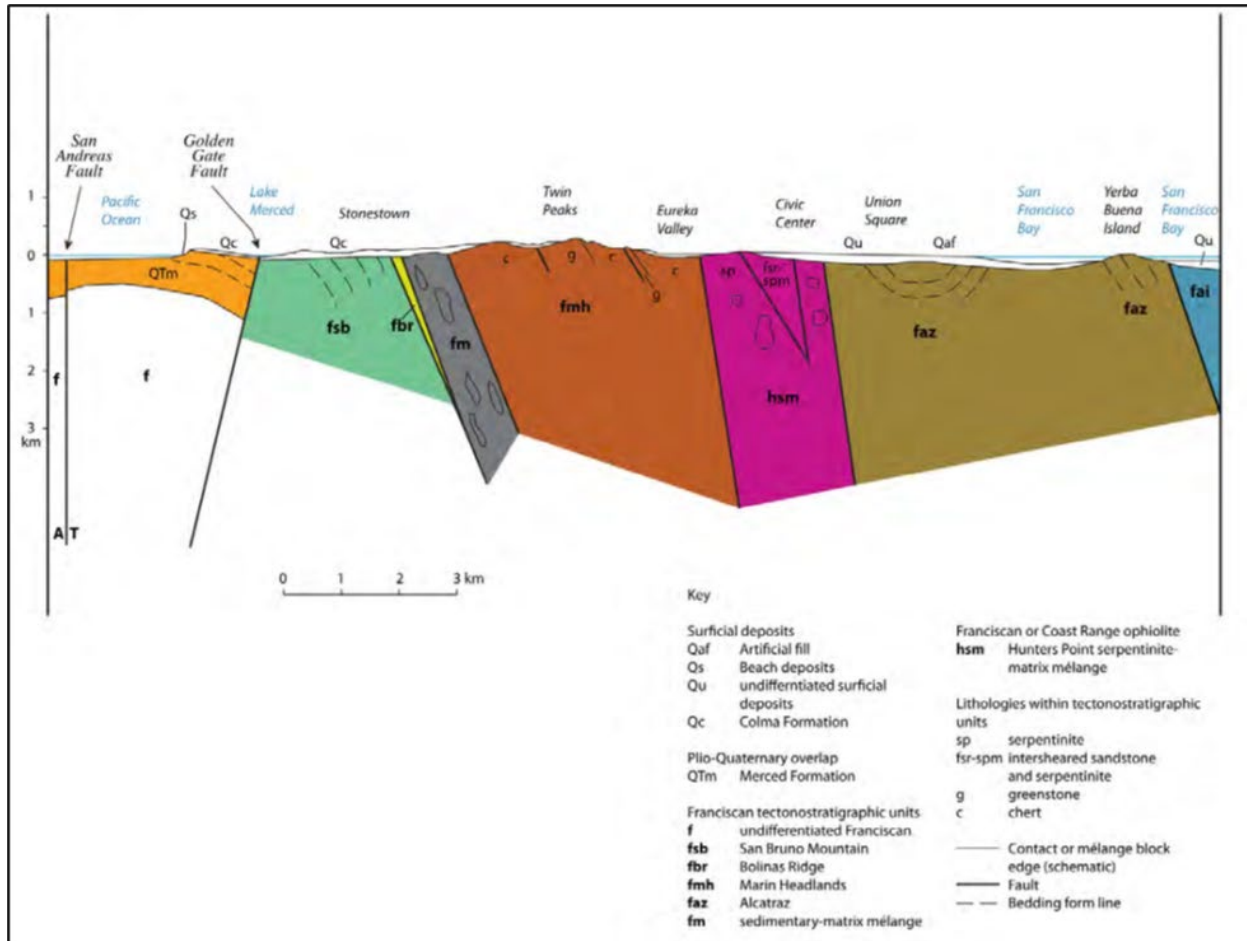 San
Andreas
Fault
Golden
Gate
Fault
Pacific
Ocean
Qs
Qc
Lake
Merced
Stonestown
Qc
Twin
Peaks
Eureka
Valley
Civic
Center
Union
Square
San
Francisco
Bay
Yerba
Buena
Island
San
Francisco
Bay
Qu
Qaf
Qu
1
0
1
2
3
km
QTm
f
f
A T
fsb
fbr
fm
c
g
c
c
g
fmh
sp
fsr-
spm
hsm
faz
faz
fai
0 1 2 3 km
Key
Surficial deposits
Qaf Artificial fill
Qs Beach deposits
Qu undifferntiated surficial
deposits
Qc Colma Formation
Plio-Quaternary overlap
QTm Merced Formation
Franciscan tectonostratigraphic units
f undifferentiated Franciscan
fsb San Bruno Mountain
fbr Bolinas Ridge
fmh Marin Headlands
faz Alcatraz
fm sedimentary-matrix mélange
Franciscan or Coast Range ophiolite
hsm Hunters Point serpentinite-
matrix mélange
Lithologies within tectonostratigraphic
units
sp serpentinite
fsr-spm intersheared sandstone
and serpentinite
g greenstone
c chert
Contact or mélange block
edge (schematic)
Fault
Bedding form line